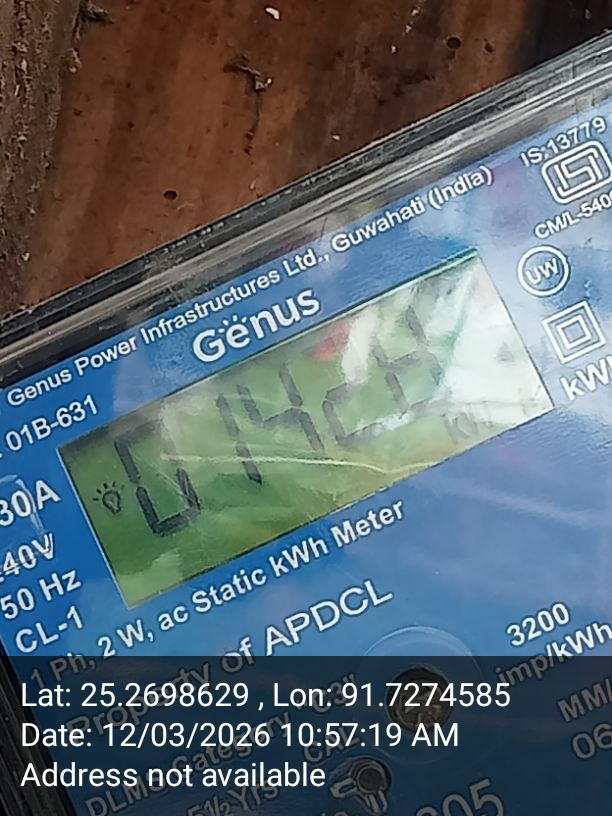 IS-13779
CM/L-540
Genus Power Infrastructures Ltd., Guwahati (India)
UW
Genus
01B-631
kW
30A
240V
50 Hz
CL-1
1 Ph, 2 W, ac Static kWh Meter
Property of APDCL
3200
imp/kWh
Lat: 25.2698629 , Lon: 91.7274585
Date: 12/03/2026 10:57:19 AM
Address not available